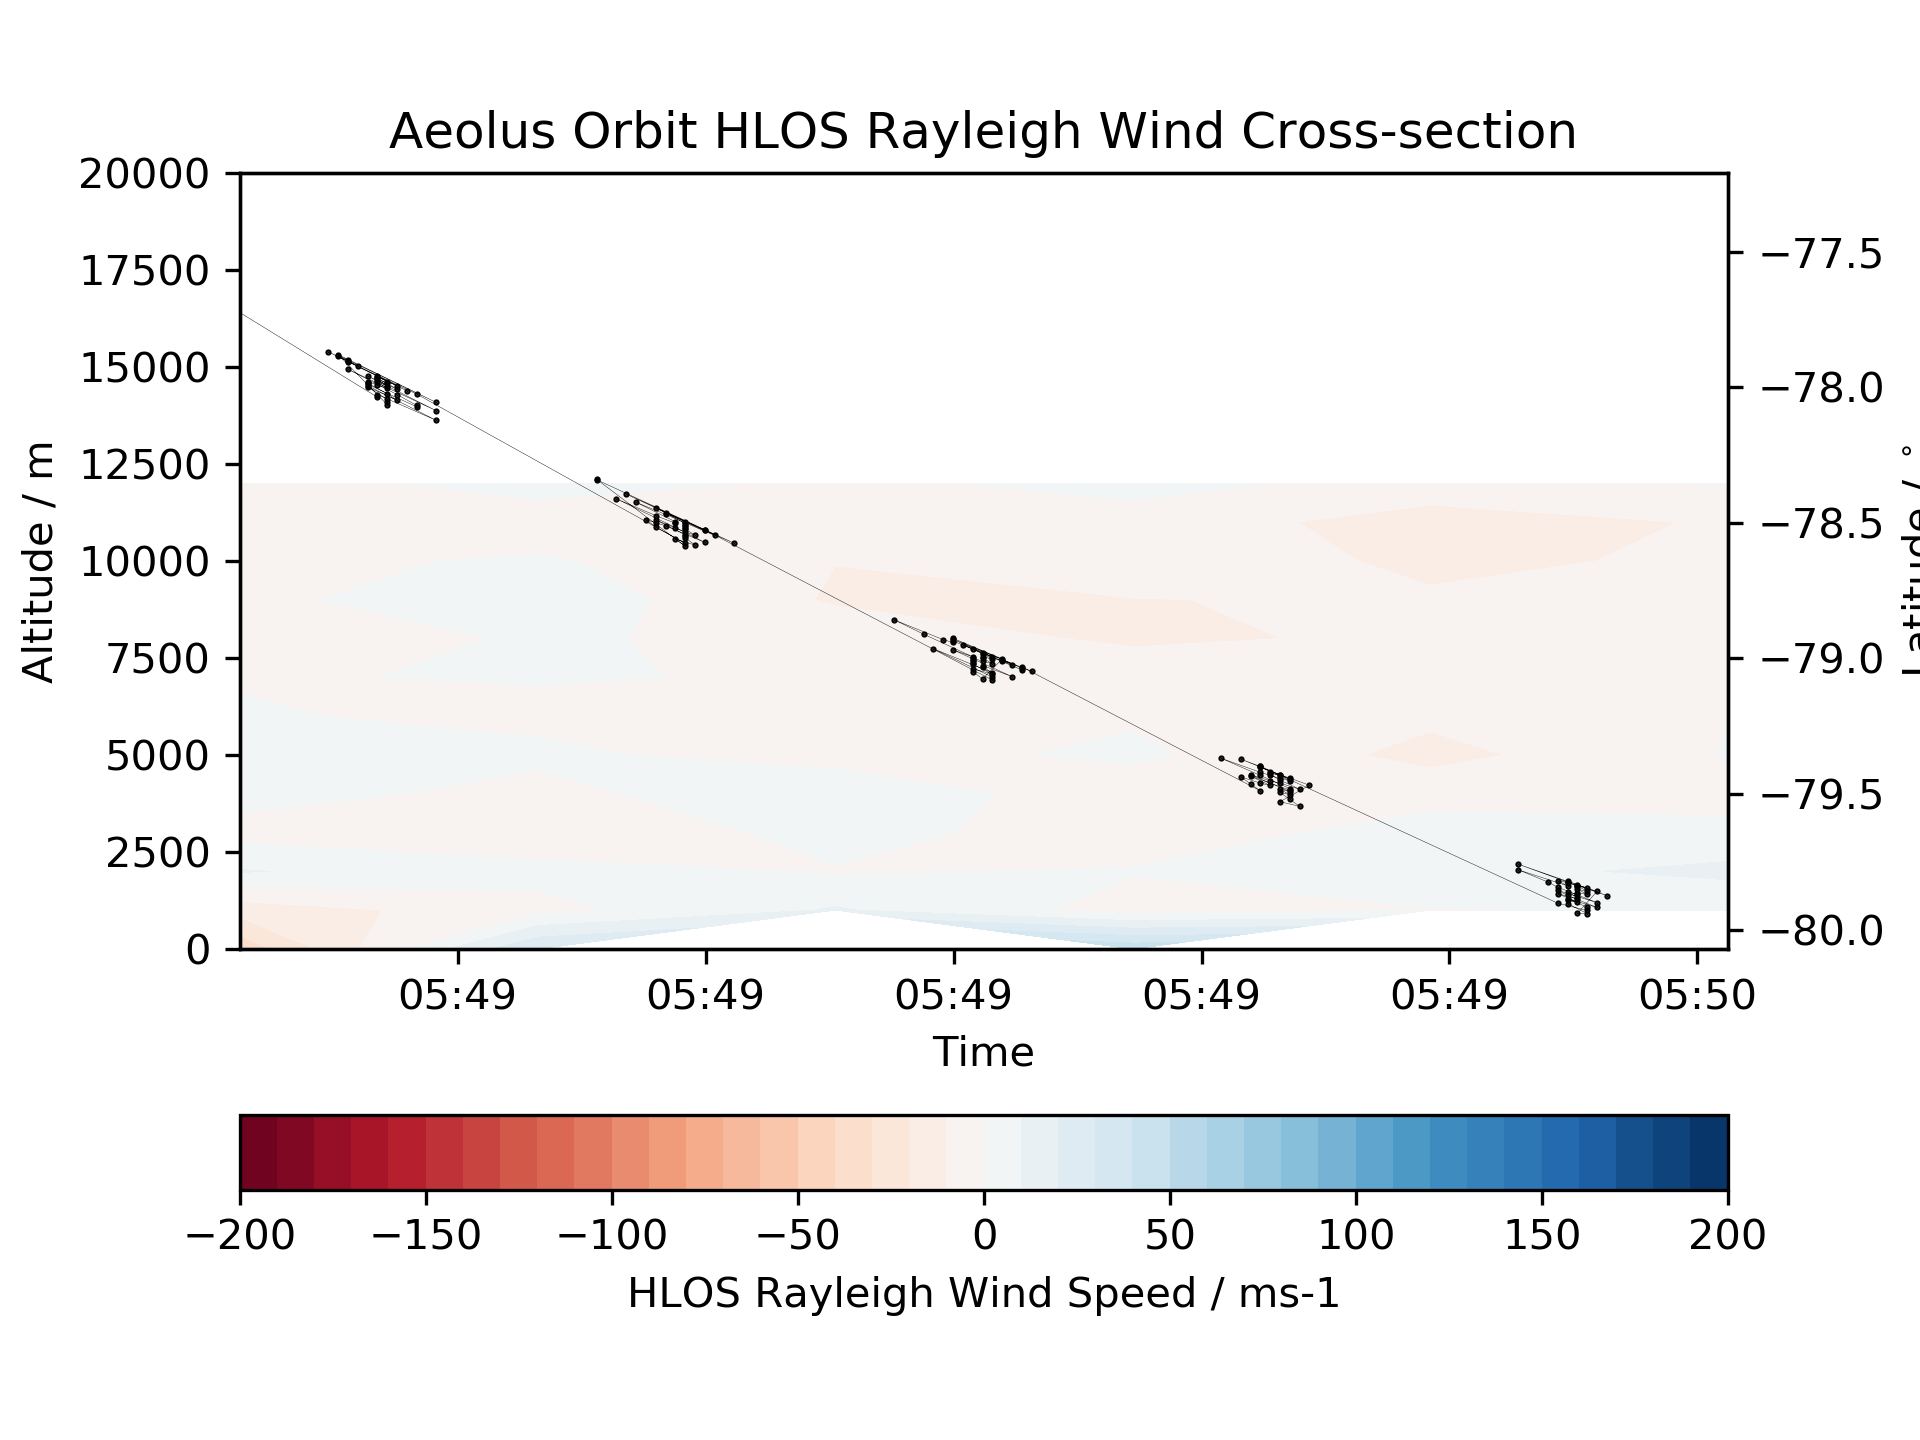 Aeolus Orbit HLOS Rayleigh Wind Cross-section
20000
17500
15000
12500
10000
7500
5000
2500
0
Altitude / m
−77.5
−78.0
−78.5
−79.0
−79.5
−80.0
Latitude / °
05:49 05:49 05:49 05:49 05:49 05:50
Time
−200 −150 −100 −50 0 50 100 150 200
HLOS Rayleigh Wind Speed / ms-1